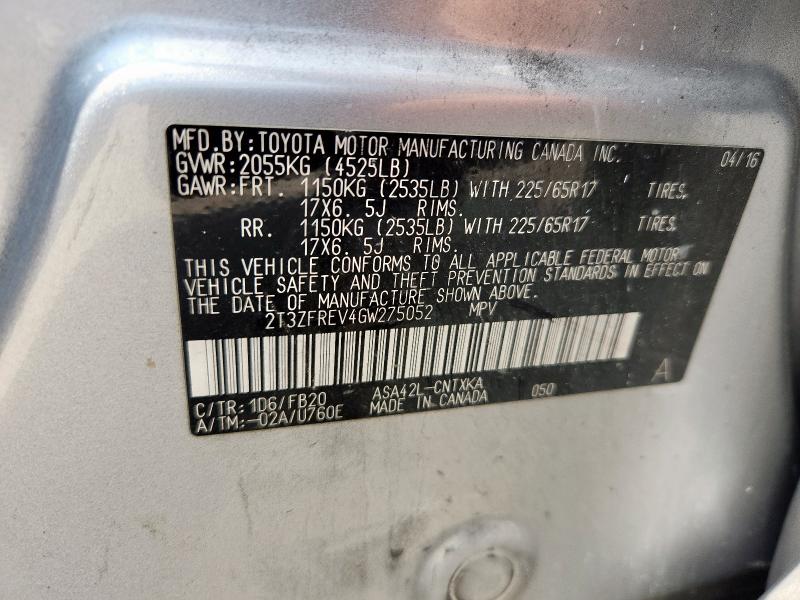 MFD.BY:TOYOTA MOTOR MANUFACTURING CANADA INC. 04/16
GVWR:2055KG (4525LB)
GAWR:FRT. 1150KG (2535LB) WITH 225/65R17 TIRES.
17X6. 5J RIMS.
RR. 1150KG (2535LB) WITH 225/65R17 TIRES.
17X6. 5J RIMS.
THIS VEHICLE CONFORMS TO ALL APPLICABLE FEDERAL MOTOR
VEHICLE SAFETY AND THEFT PREVENTION STANDARDS IN EFFECT ON
THE DATE OF MANUFACTURE SHOWN ABOVE.
2T3ZFREV4GW275052 MPV
A
ASA42L-CNTXKA 050
C/TR: 1D6/FB20 MADE IN CANADA
A/TM:-02A/U760E